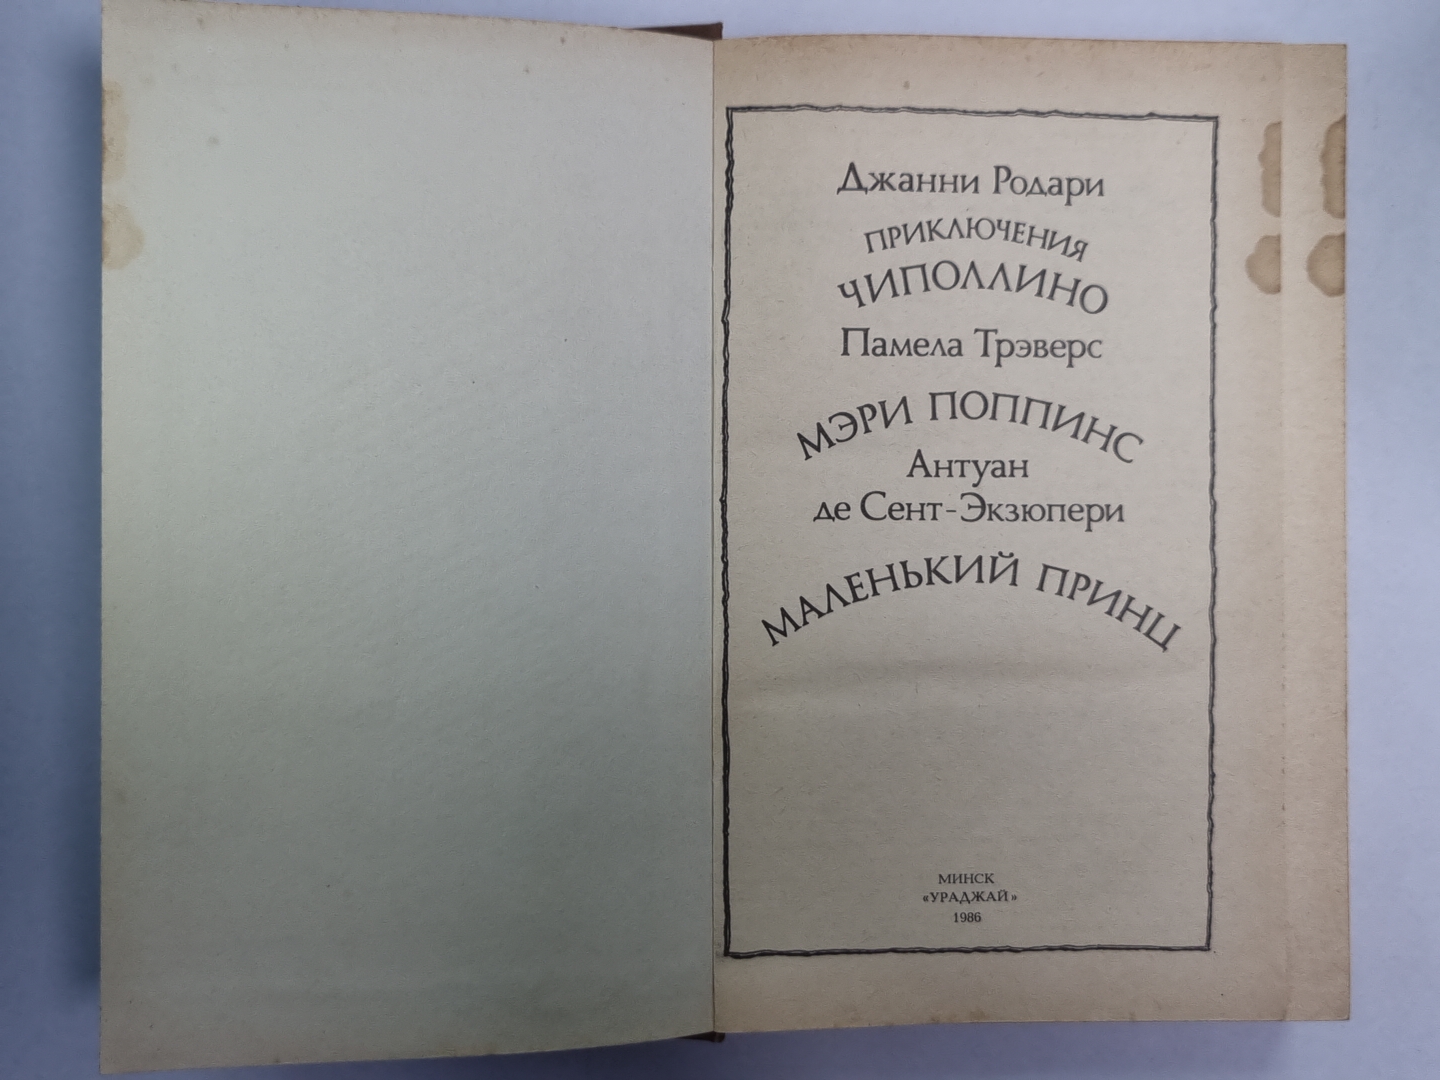 Джанни Родари
ПРИКЛЮЧЕНИЯ
ЧИПОЛЛИНО
Памела Трэверс
МЭРИ ПОППИНС
Антуан
де Сент-Экзюпери
МАЛЕНЬКИЙ ПРИНЦ
МИНСК
«УРАДЖАЙ»
1986